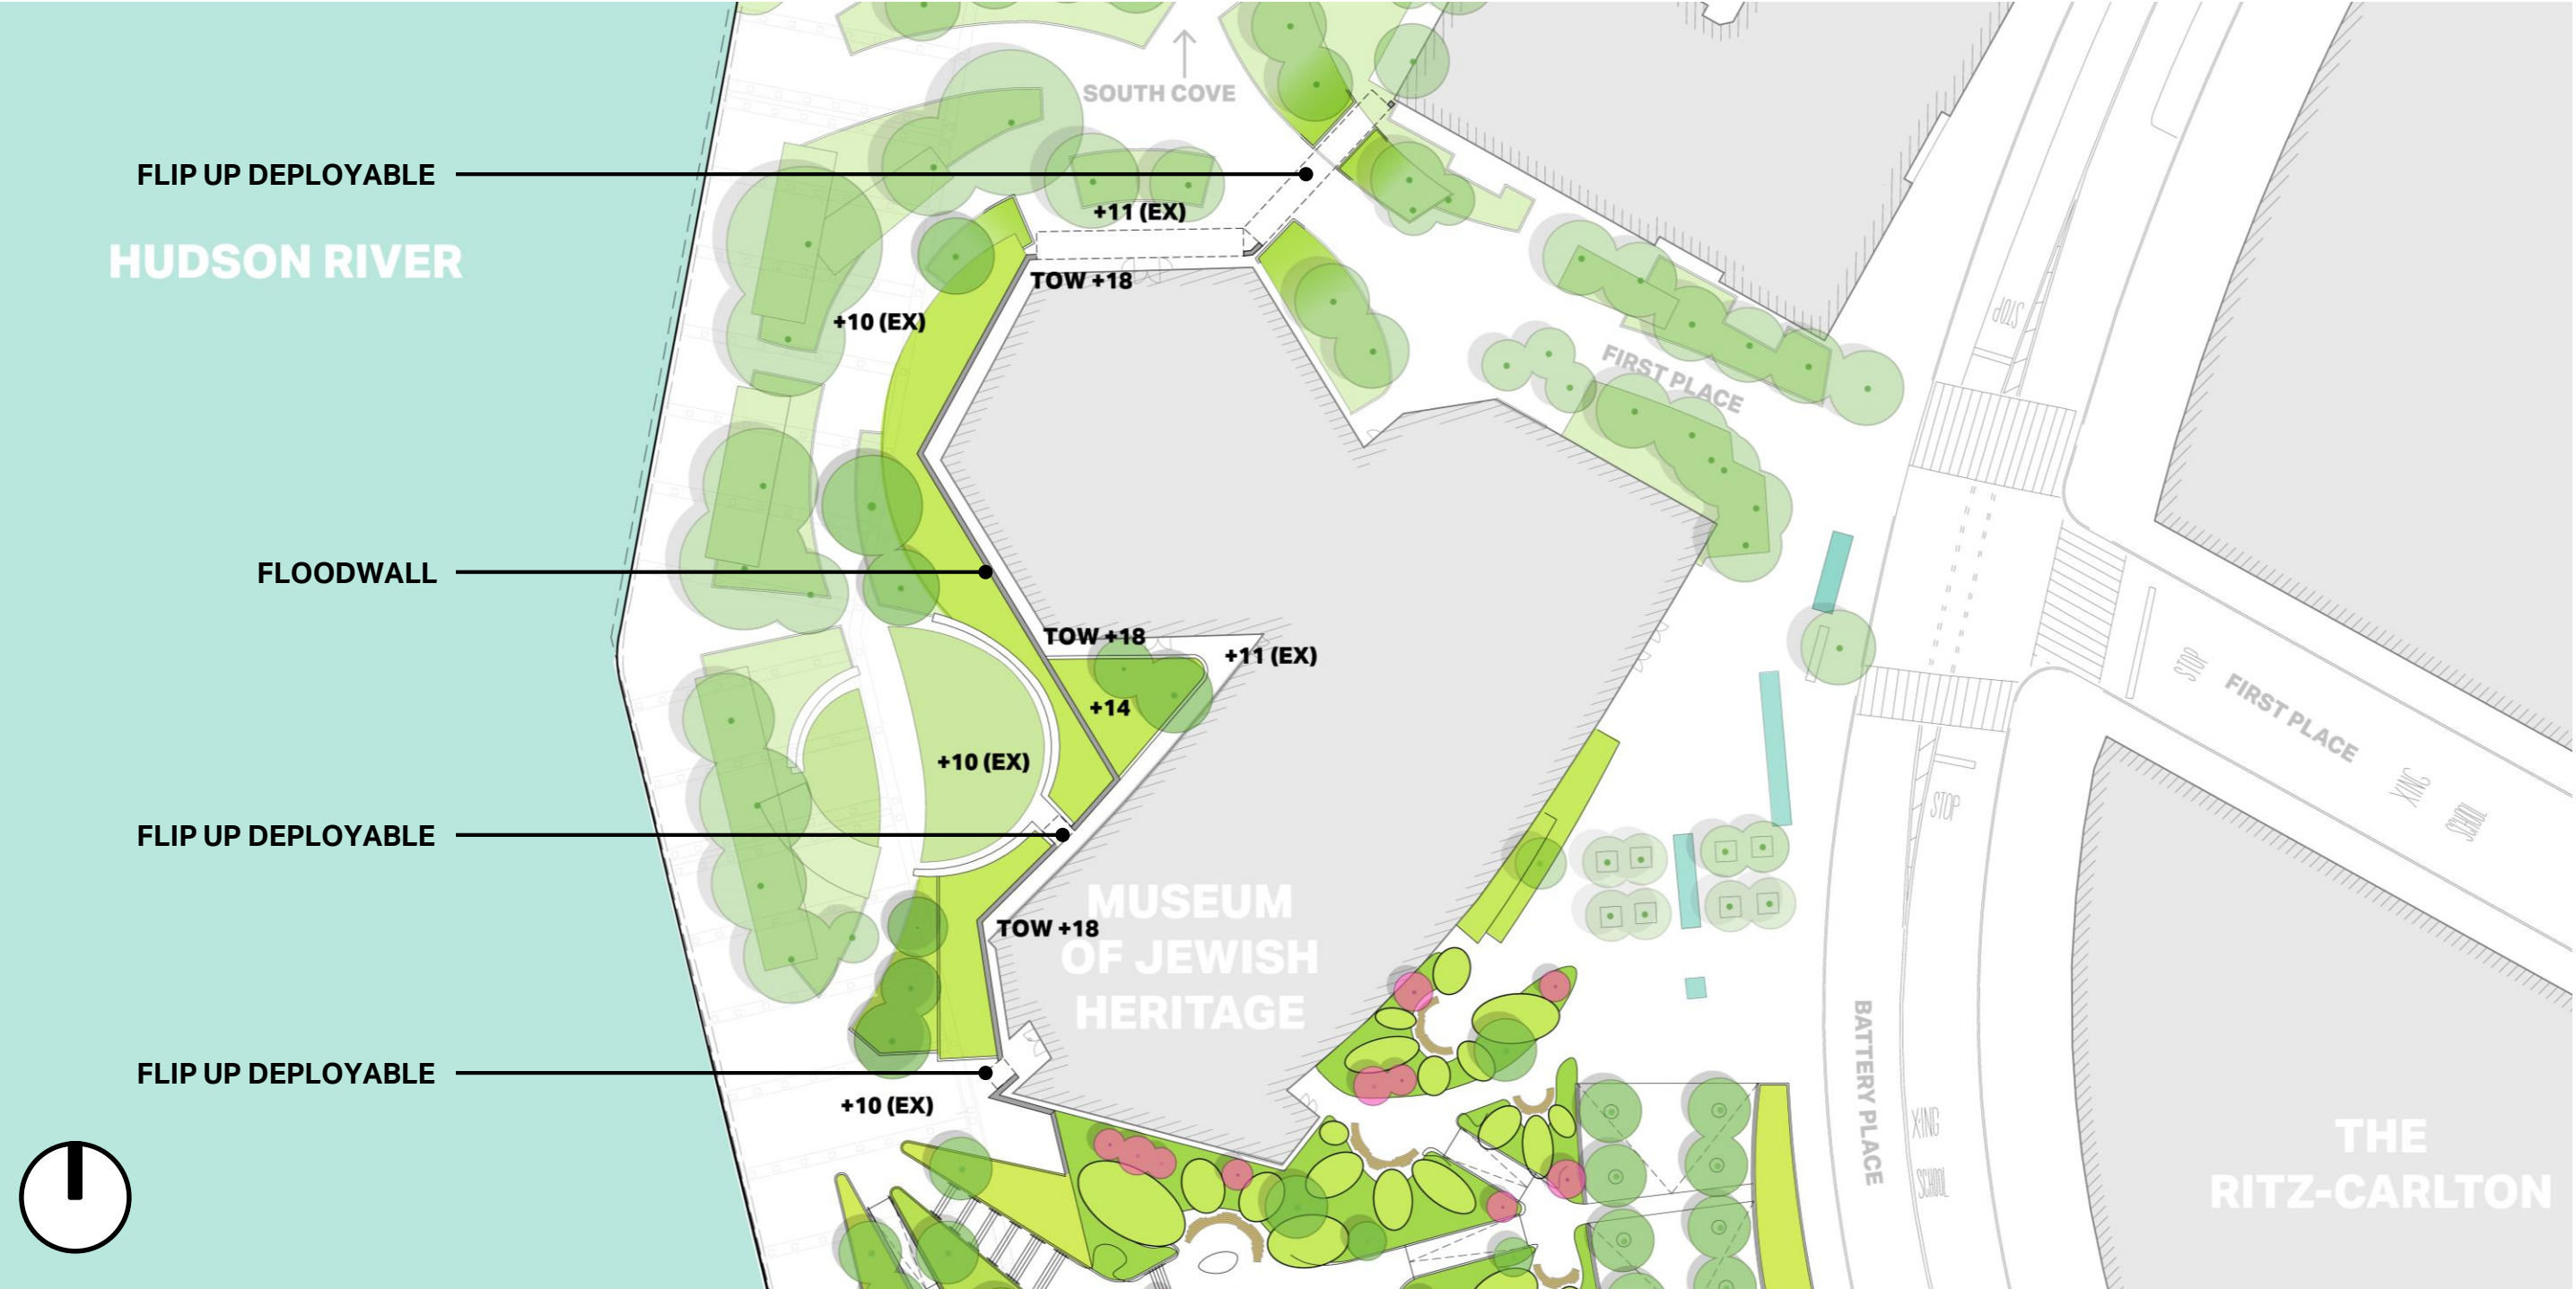 SOUTH COVE
FLIP UP DEPLOYABLE
+11 (EX)
HUDSON RIVER
TOW +18
+10 (EX)
STOP
FIRST PLACE
FLOODWALL
TOW +18
+11 (EX)
STOP
FIRST PLACE
+14
+10 (EX)
XING
SCHOOL
STOP
FLIP UP DEPLOYABLE
MUSEUM
OF JEWISH
HERITAGE
TOW +18
BATTERY PLACE
FLIP UP DEPLOYABLE
+10 (EX)
XING
SCHOOL
THE
RITZ-CARLTON